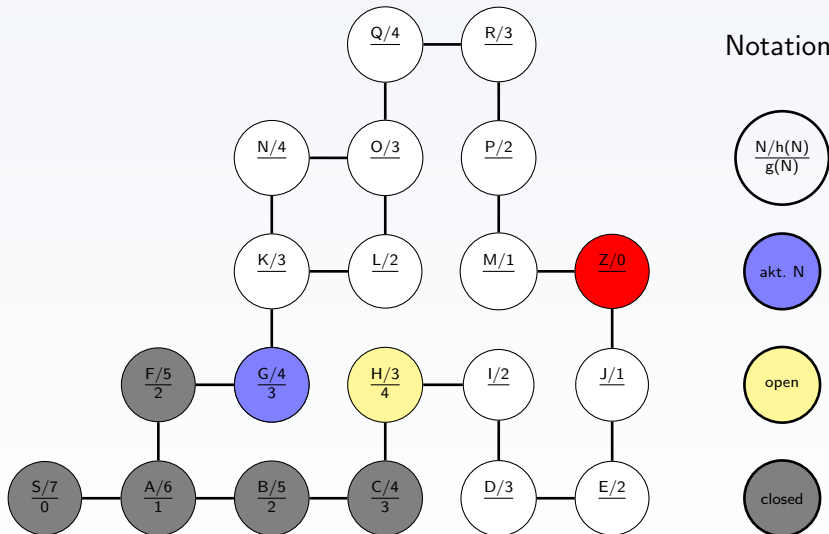 Q/4
R/3
Notation
N/4
O/3
P/2
N/h(N)
g(N)
K/3
L/2
M/1
Z/0
akt. N
F/5
2
G/4
3
H/3
4
I/2
J/1
open
S/7
0
A/6
1
B/5
2
C/4
3
D/3
E/2
closed